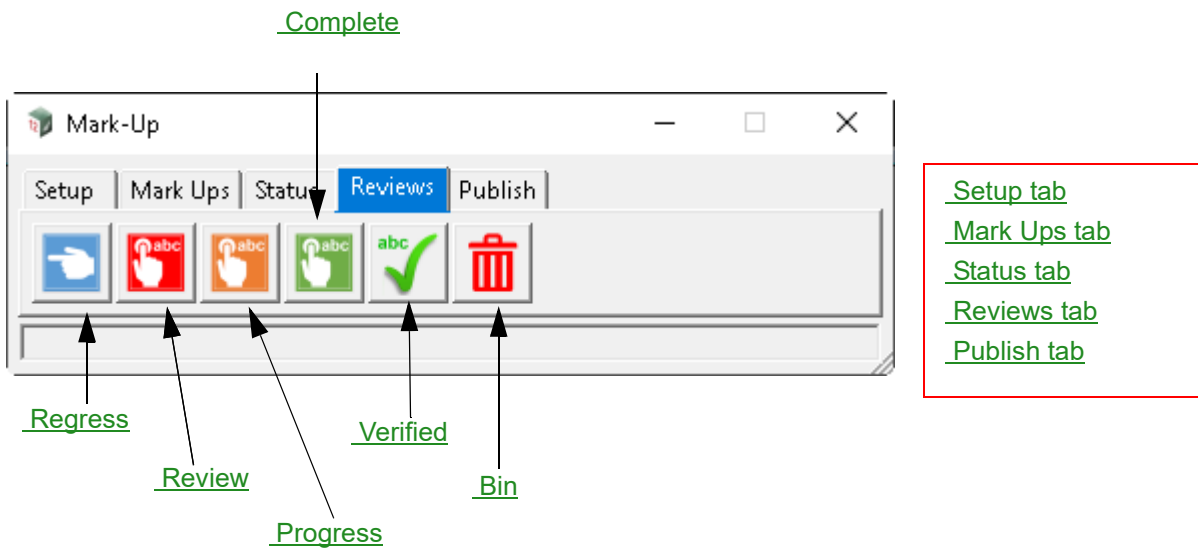 Complete
Mark-Up
Setup Mark Ups Status Reviews Publish
abc abc abc abc
Setup tab
Mark Ups tab
Status tab
Reviews tab
Publish tab
Regress
Verified
Review
Bin
Progress